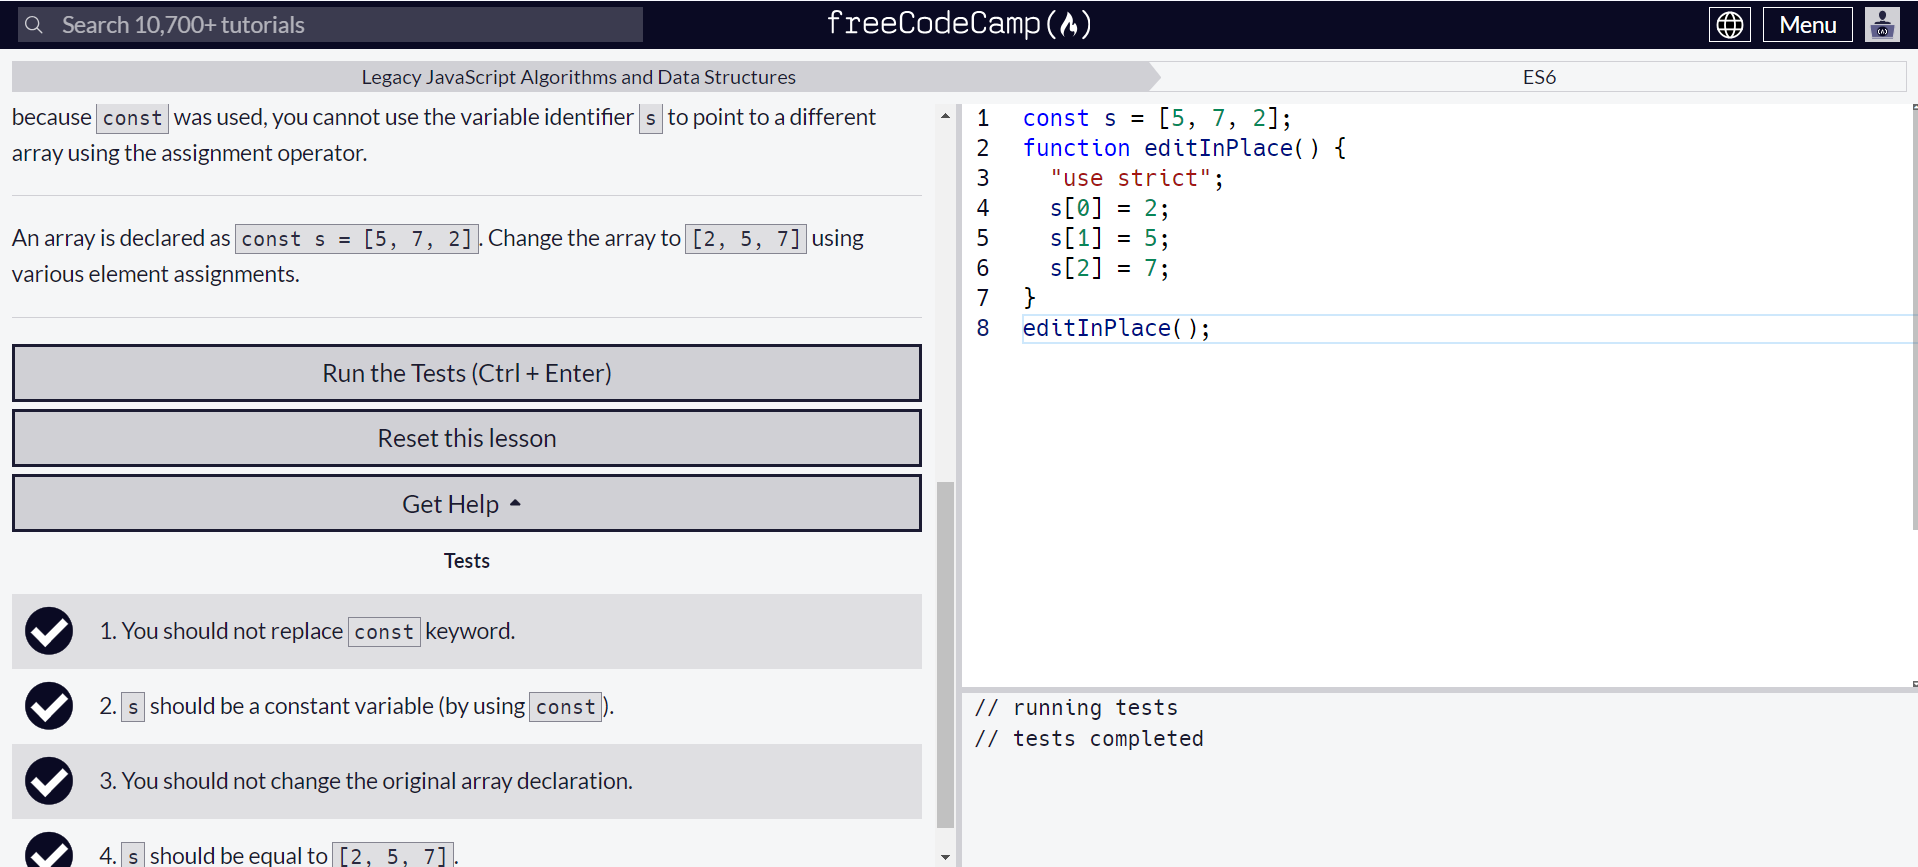 Search 10,700+ tutorials
freeCodeCamp(🔥)
Menu
Legacy JavaScript Algorithms and Data Structures
ES6
because const was used, you cannot use the variable identifier s to point to a different
array using the assignment operator.
An array is declared as const s = [5, 7, 2]. Change the array to [2, 5, 7] using
various element assignments.
Run the Tests (Ctrl + Enter)
Reset this lesson
Get Help
Tests
1. You should not replace const keyword.
2. s should be a constant variable (by using const).
3. You should not change the original array declaration.
4. s should be equal to [2, 5, 7].
1 const s = [5, 7, 2];
2 function editInPlace() {
3   "use strict";
4   s[0] = 2;
5   s[1] = 5;
6   s[2] = 7;
7 }
8 editInPlace();
// running tests
// tests completed